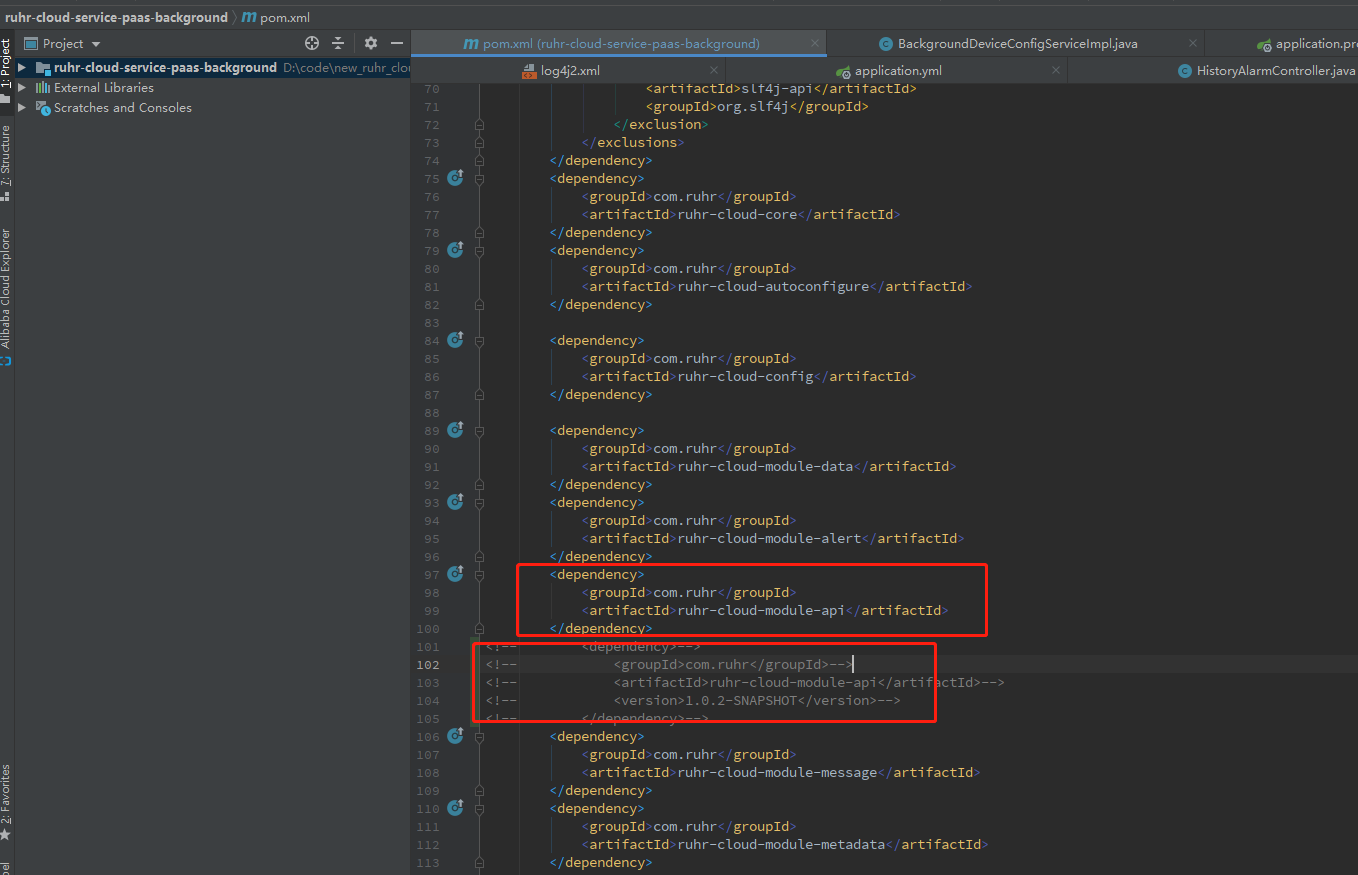 ruhr-cloud-service-paas-background 〉 m pom.xml
Project
pom.xml (ruhr-cloud-service-paas-background)
BackgroundDeviceConfigServiceImpl.java
application.pro
log4j2.xml
application.yml
HistoryAlarmController.java
1: Project
ruhr-cloud-service-paas-background D:\code\new_ruhr_clou
External Libraries
Scratches and Consoles
7: Structure
Alibaba Cloud Explorer
2: Favorites
70 <artifactId>slf4j-api</artifactId>
71 <groupId>org.slf4j</groupId>
72 </exclusion>
73 </exclusions>
74 </dependency>
75 <dependency>
76 <groupId>com.ruhr</groupId>
77 <artifactId>ruhr-cloud-core</artifactId>
78 </dependency>
79 <dependency>
80 <groupId>com.ruhr</groupId>
81 <artifactId>ruhr-cloud-autoconfigure</artifactId>
82 </dependency>
83
84 <dependency>
85 <groupId>com.ruhr</groupId>
86 <artifactId>ruhr-cloud-config</artifactId>
87 </dependency>
88
89 <dependency>
90 <groupId>com.ruhr</groupId>
91 <artifactId>ruhr-cloud-module-data</artifactId>
92 </dependency>
93 <dependency>
94 <groupId>com.ruhr</groupId>
95 <artifactId>ruhr-cloud-module-alert</artifactId>
96 </dependency>
97 <dependency>
98 <groupId>com.ruhr</groupId>
99 <artifactId>ruhr-cloud-module-api</artifactId>
100 </dependency>
101 <!-- <dependency>-->
102 <!-- <groupId>com.ruhr</groupId>-->
103 <!-- <artifactId>ruhr-cloud-module-api</artifactId>-->
104 <!-- <version>1.0.2-SNAPSHOT</version>-->
105 <!-- </dependency>-->
106 <dependency>
107 <groupId>com.ruhr</groupId>
108 <artifactId>ruhr-cloud-module-message</artifactId>
109 </dependency>
110 <dependency>
111 <groupId>com.ruhr</groupId>
112 <artifactId>ruhr-cloud-module-metadata</artifactId>
113 </dependency>